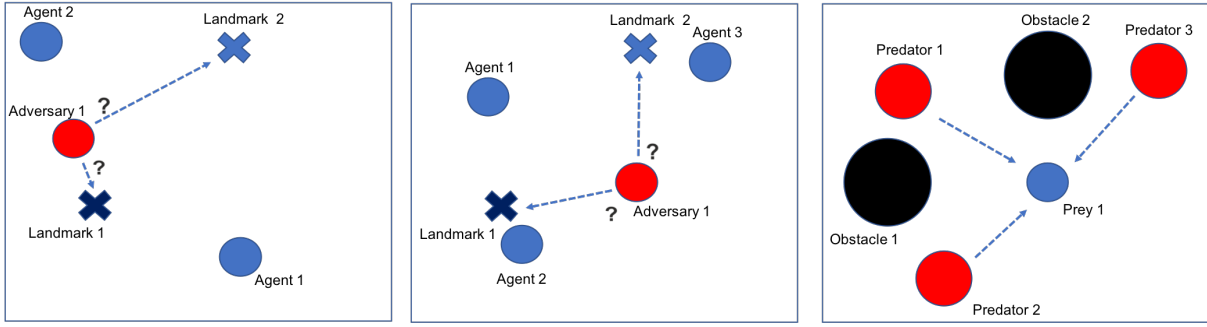 Agent 2
Landmark 2
?
Adversary 1
?
Landmark 1
Agent 1
Landmark 2
Agent 3
Agent 1
?
?
Adversary 1
Landmark 1
Agent 2
Obstacle 2
Predator 1
Predator 3
Prey 1
Obstacle 1
Predator 2